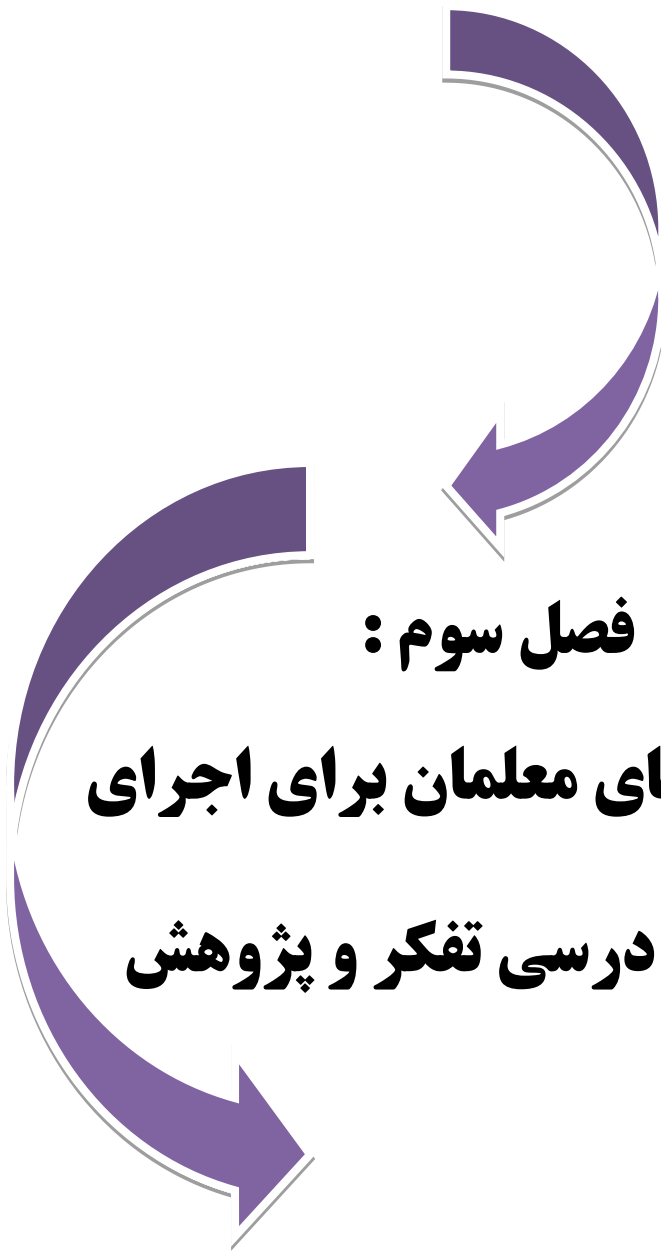 فصل سوم :
ای معلمان برای اجرای
درسی تفکر و پژوهش